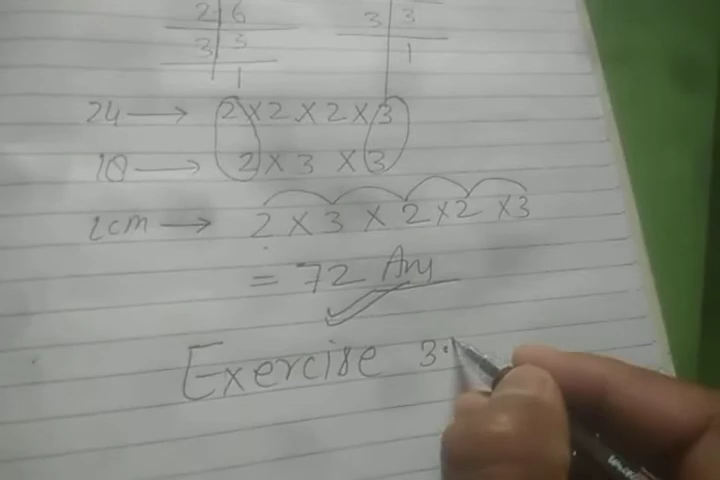 2 6
3 3
3 3
1
1
24 → 2 × 2 × 2 × 3
18 → 2 × 3 × 3
lcm → 2 × 3 × 2 × 2 × 3
= 72 Ans
Exercise 3.